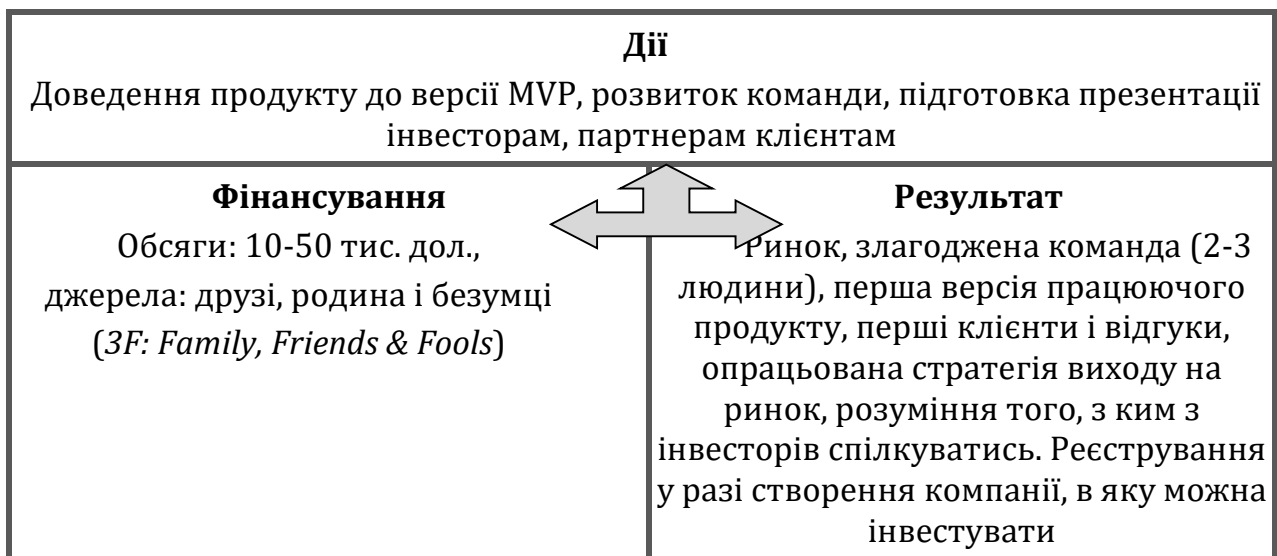 Дії
Доведення продукту до версії MVP, розвиток команди, підготовка презентації
інвесторам, партнерам клієнтам
Фінансування
Обсяги: 10-50 тис. дол.,
джерела: друзі, родина і безумці
(3F: Family, Friends & Fools)
Результат
Ринок, злагоджена команда (2-3
людини), перша версія працюючого
продукту, перші клієнти і відгуки,
опрацьована стратегія виходу на
ринок, розуміння того, з ким з
інвесторів спілкуватись. Реєстрування
у разі створення компанії, в яку можна
інвестувати